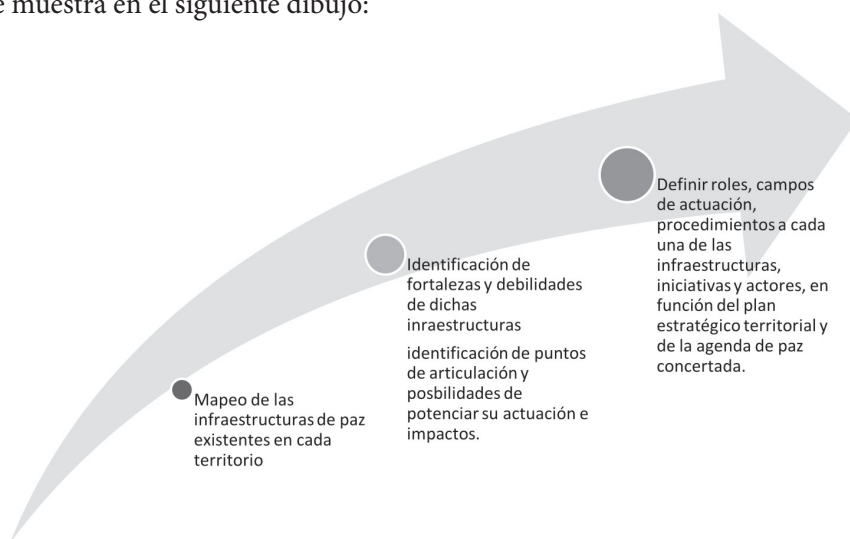 e muestra en el siguiente dibujo:
Mapeo de las
infraestructuras de paz
existentes en cada
territorio
Identificación de
fortalezas y debilidades
de dichas
inraestructuras
identificación de puntos
de articulación y
posbilidades de
potenciar su actuación e
impactos.
Definir roles, campos
de actuación,
procedimientos a cada
una de las
infraestructuras,
iniciativas y actores, en
función del plan
estratégico territorial y
de la agenda de paz
concertada.